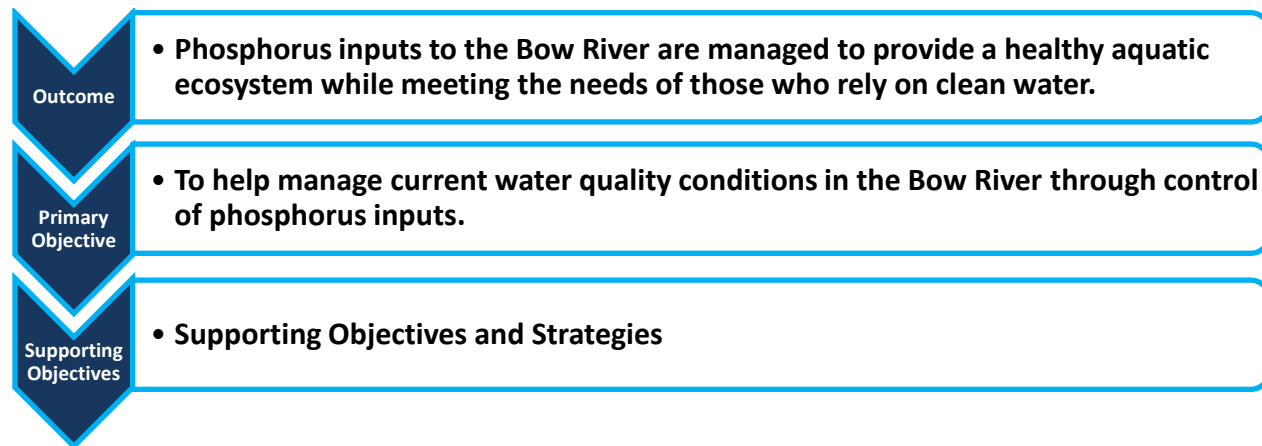 Outcome
• Phosphorus inputs to the Bow River are managed to provide a healthy aquatic
ecosystem while meeting the needs of those who rely on clean water.
Primary
Objective
• To help manage current water quality conditions in the Bow River through control
of phosphorus inputs.
Supporting
Objectives
• Supporting Objectives and Strategies